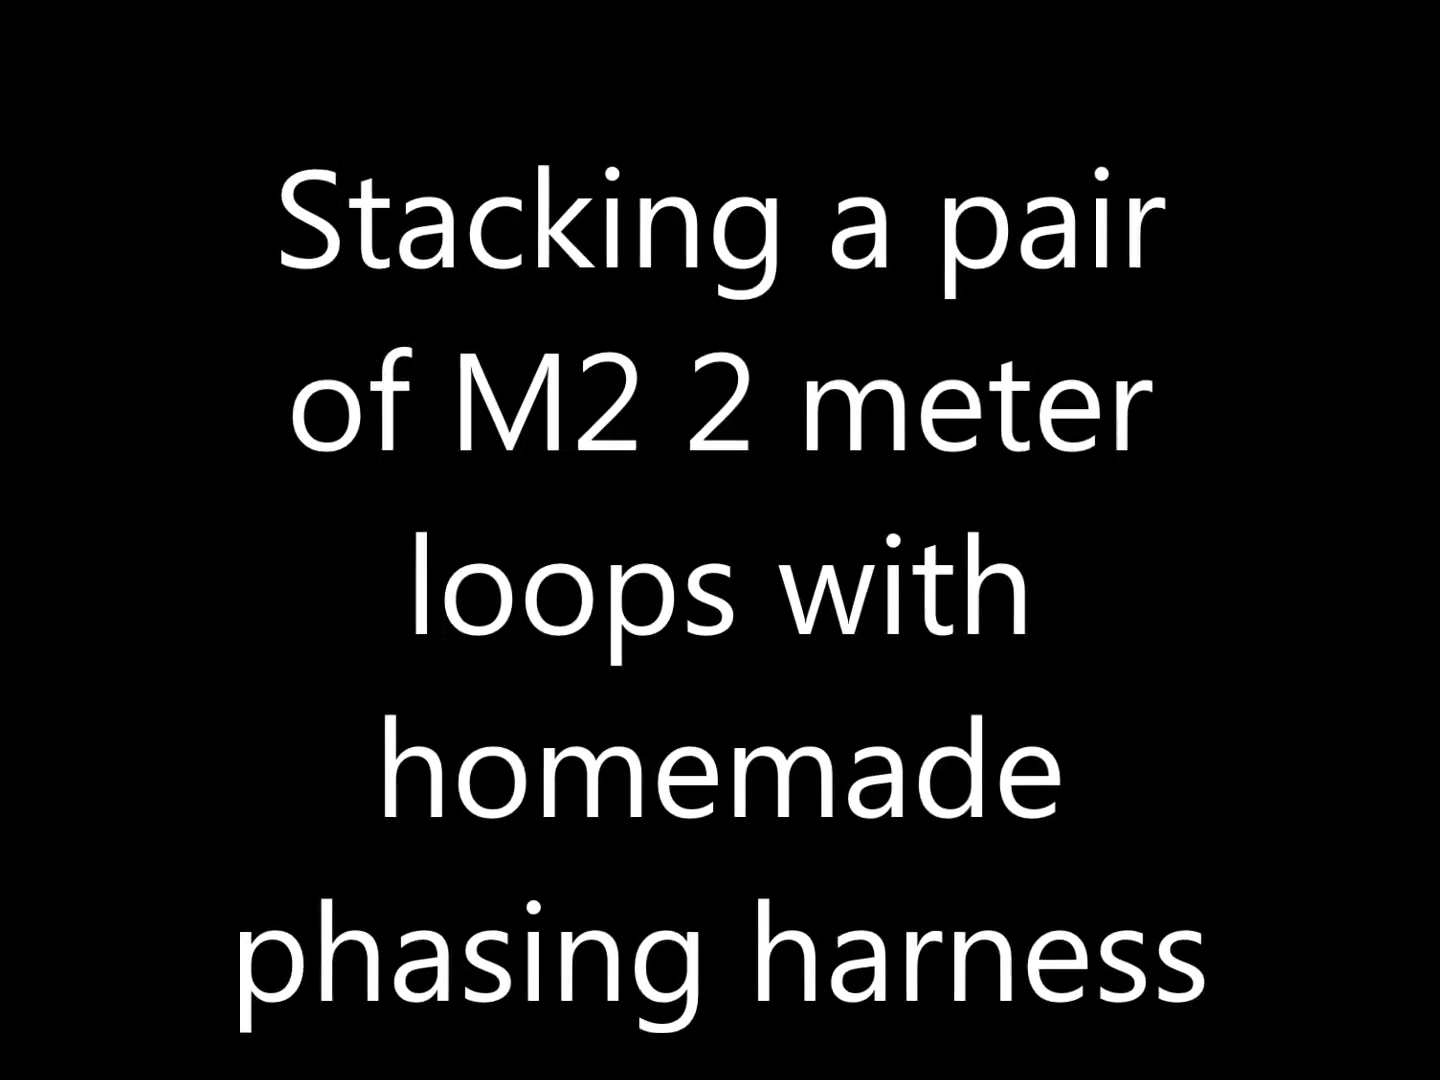 Stacking a pair
of M2 2 meter
loops with
homemade
phasing harness